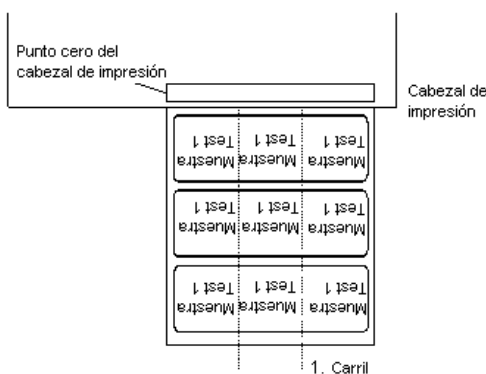 Punto cero del
cabezal de impresión
Cabezal de
impresión
Muestra Muestra Muestra
Test 1 Test 1 Test 1
Muestra Muestra Muestra
Test 1 Test 1 Test 1
Muestra Muestra Muestra
Test 1 Test 1 Test 1
1. Carril